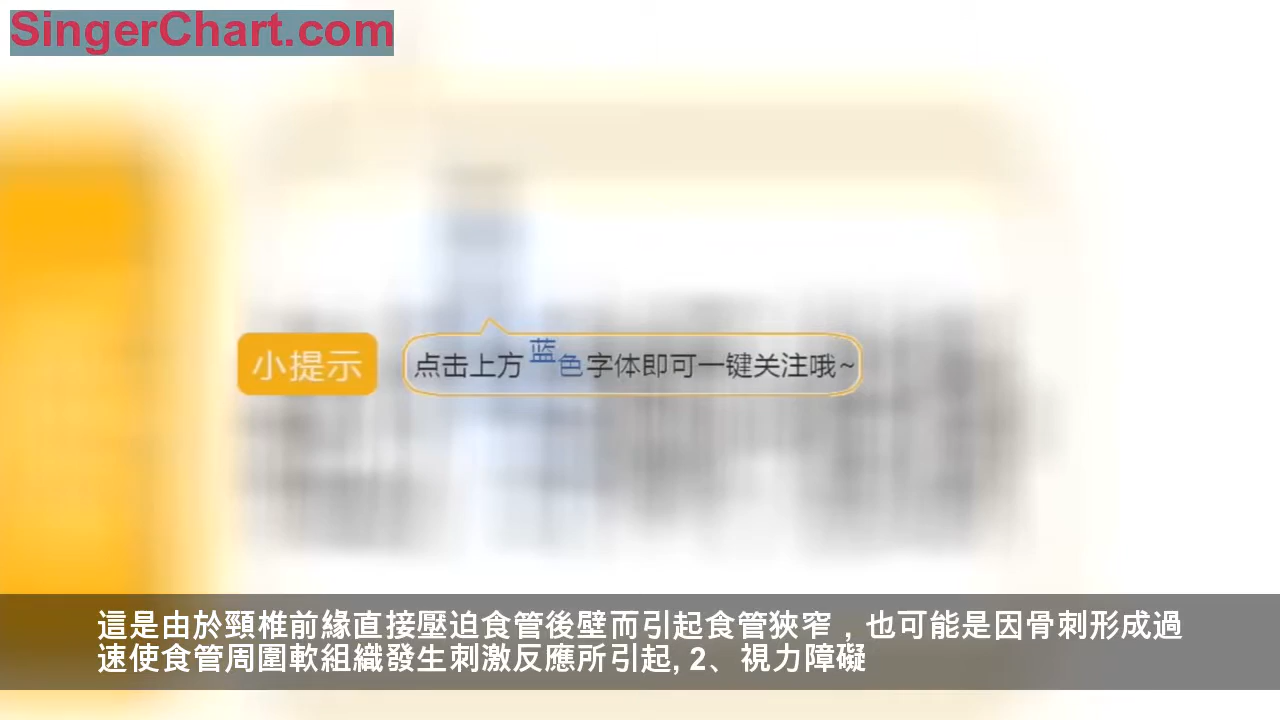 SingerChart.com
小提示
点击上方蓝色字体即可一键关注哦~
這是由於頸椎前緣直接壓迫食管後壁而引起食管狹窄，也可能是因骨刺形成過
速使食管周圍軟組織發生刺激反應所引起, 2、視力障礙